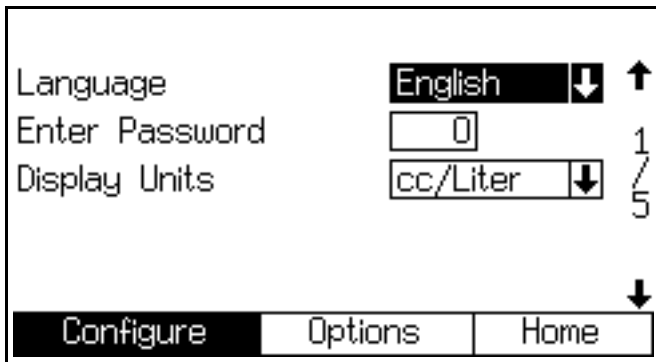 Language English
Enter Password 0
Display Units cc/Liter
1/5
Configure Options Home